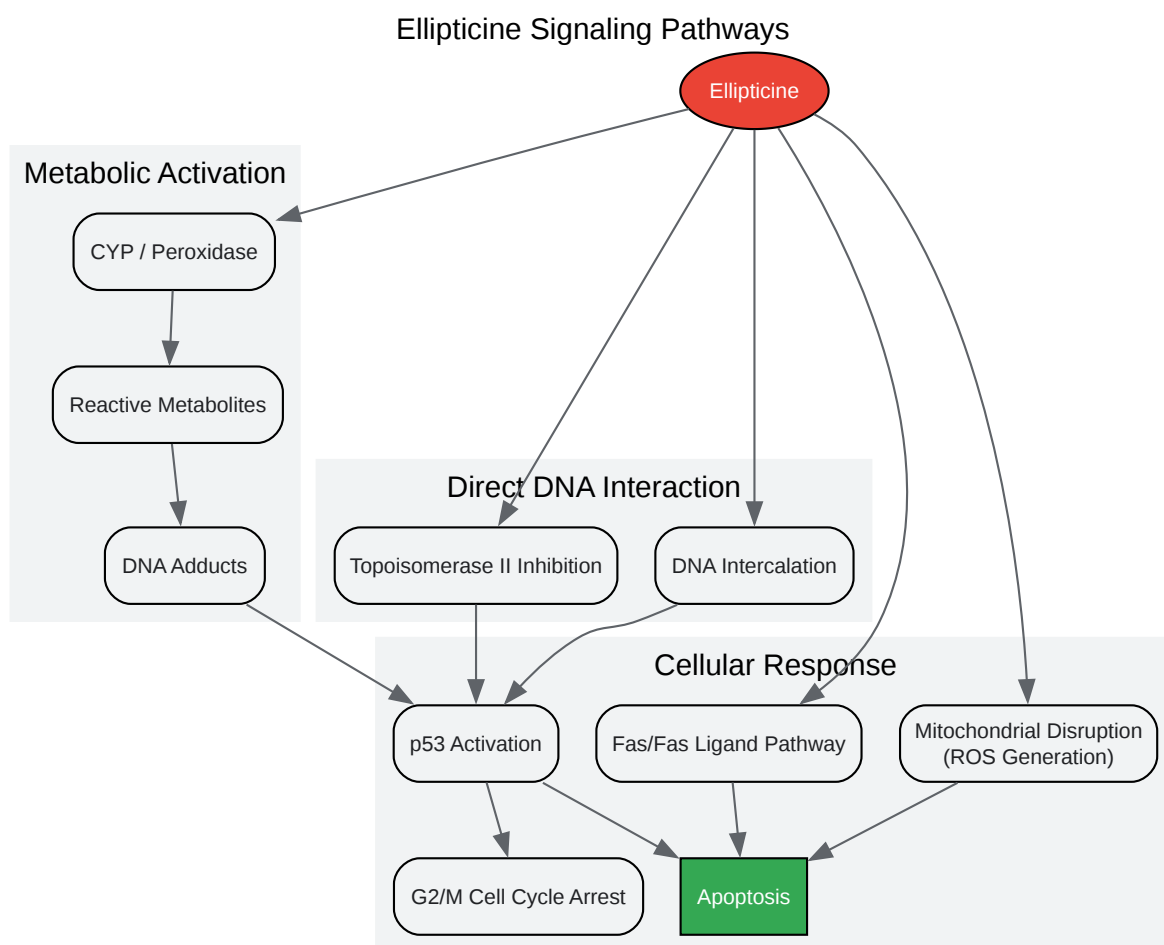 Ellipticine Signaling Pathways
Ellipticine
Metabolic Activation
CYP / Peroxidase
Reactive Metabolites
DNA Adducts
Direct DNA Interaction
Topoisomerase II Inhibition
DNA Intercalation
Cellular Response
p53 Activation
Fas/Fas Ligand Pathway
Mitochondrial Disruption
(ROS Generation)
G2/M Cell Cycle Arrest
Apoptosis